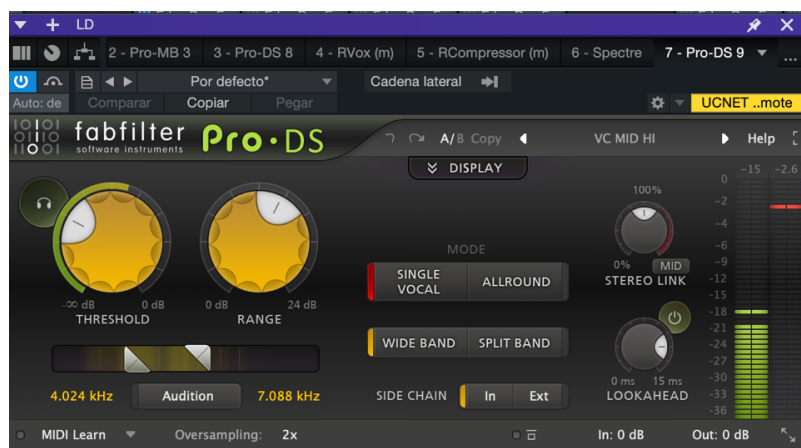 LD
2 - Pro-MB 3 3 - Pro-DS 8 4 - RVox (m) 5 - RCompressor (m) 6 - Spectre 7 - Pro-DS 9 ...
Por defecto* Cadena lateral
Auto: de Comparar Copiar Pegar UCNET ..mote
fabfilter
software instruments
Pro·DS
A/B Copy VC MID HI Help
DISPLAY
-15 -2.6
0
-2
-4
-6
-9
-12
-15
-18
-21
-24
-27
-30
-33
-36
100%
0% MID
STEREO LINK
MODE
SINGLE VOCAL ALLROUND
-∞ dB 0 dB
THRESHOLD
0 dB 24 dB
RANGE
WIDE BAND SPLIT BAND
0 ms 15 ms
LOOKAHEAD
4.024 kHz Audition 7.088 kHz
SIDE CHAIN In Ext
MIDI Learn Oversampling: 2x In: 0 dB Out: 0 dB